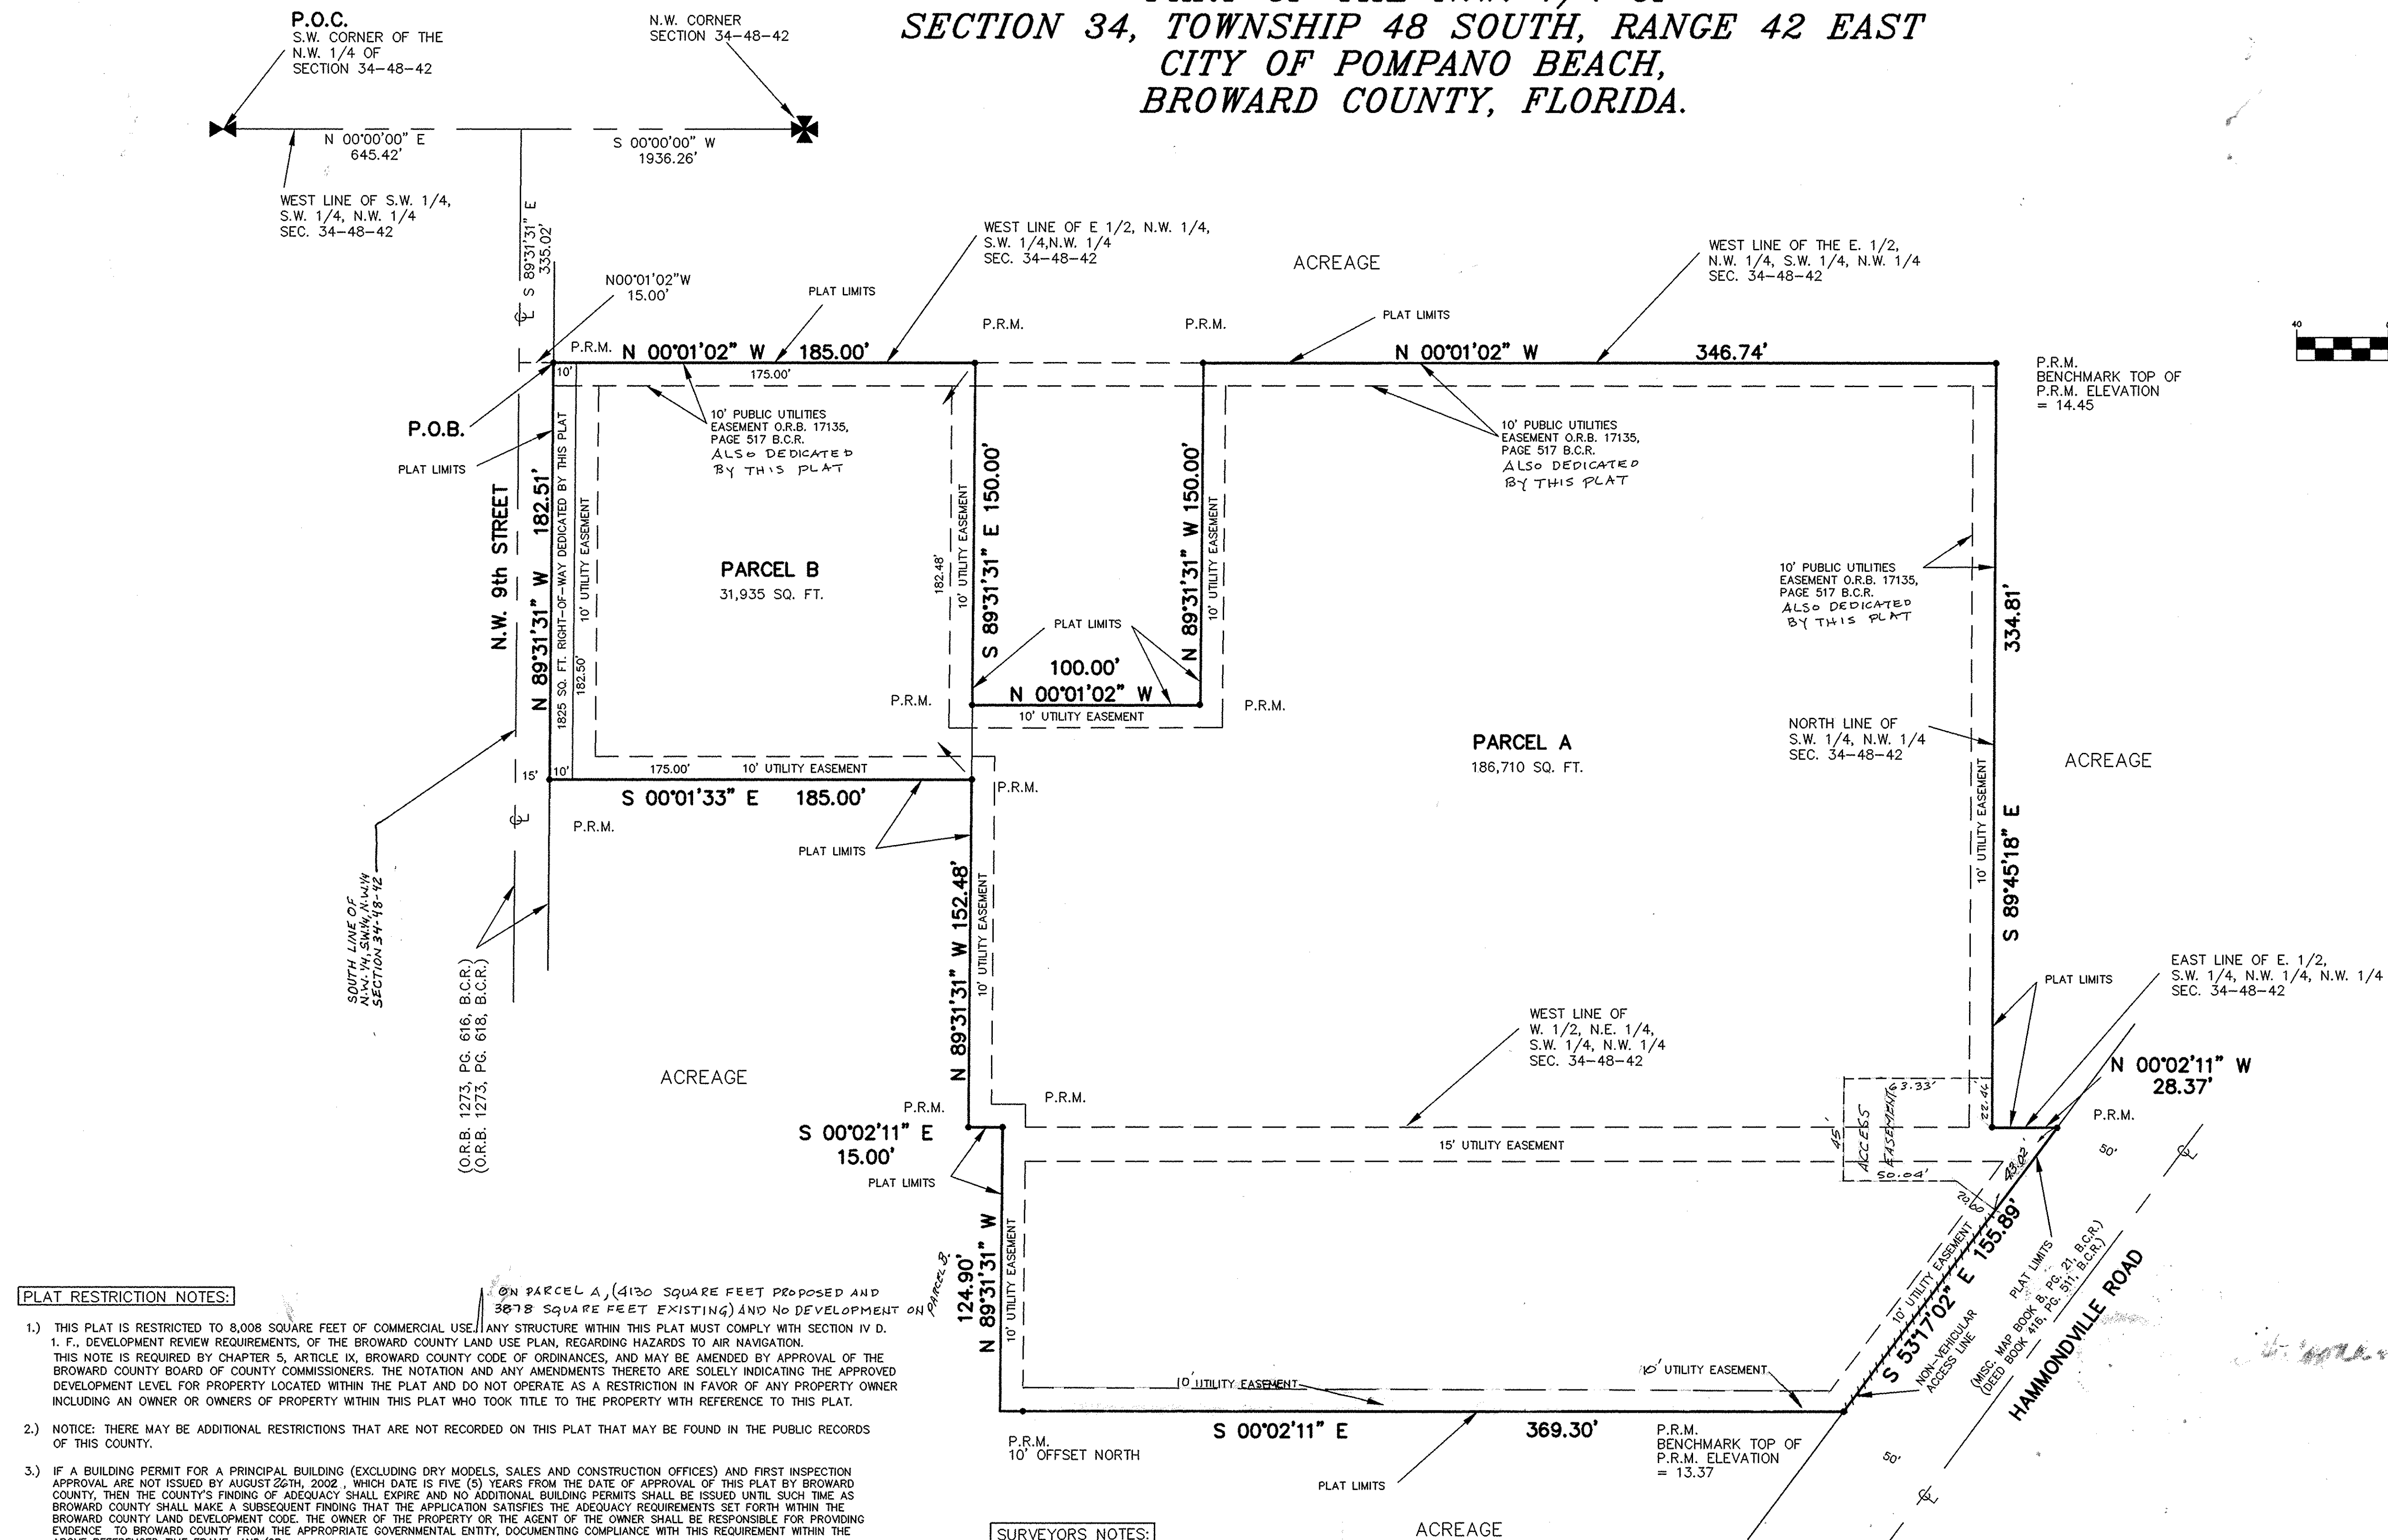 SECTION 34, TOWNSHIP 48 SOUTH, RANGE 42 EAST
CITY OF POMPANO BEACH,
BROWARD COUNTY, FLORIDA.
P.O.C.
S.W. CORNER OF THE
N.W. 1/4 OF
SECTION 34-48-42
N.W. CORNER
SECTION 34-48-42
N 00°00'00" E
645.42'
S 00°00'00" W
1936.26'
WEST LINE OF S.W. 1/4,
S.W. 1/4, N.W. 1/4
SEC. 34-48-42
S 89°31'31" E
335.02'
N00°01'02"W
15.00'
PLAT LIMITS
WEST LINE OF E 1/2, N.W. 1/4,
S.W. 1/4,N.W. 1/4
SEC. 34-48-42
ACREAGE
WEST LINE OF THE E. 1/2,
N.W. 1/4, S.W. 1/4, N.W. 1/4
SEC. 34-48-42
P.R.M.
P.R.M.
PLAT LIMITS
40
P.R.M.
N 00°01'02" W 185.00'
N 00°01'02" W 346.74'
P.R.M.
BENCHMARK TOP OF
P.R.M. ELEVATION
= 14.45
10'
175.00'
P.O.B.
PLAT LIMITS
10' PUBLIC UTILITIES
EASEMENT O.R.B. 17135,
PAGE 517 B.C.R.
ALSO DEDICATED
BY THIS PLAT
10' PUBLIC UTILITIES
EASEMENT O.R.B. 17135,
PAGE 517 B.C.R.
ALSO DEDICATED
BY THIS PLAT
N.W. 9th STREET
N 89°31'31" W 182.51'
1825 SQ. FT. RIGHT-OF-WAY DEDICATED BY THIS PLAT
10' UTILITY EASEMENT
182.50'
PARCEL B
31,935 SQ. FT.
182.48'
10' UTILITY EASEMENT
S 89°31'31" E 150.00'
N 89°31'31" W 150.00'
10' UTILITY EASEMENT
PLAT LIMITS
100.00'
N 00°01'02" W
10' UTILITY EASEMENT
P.R.M.
P.R.M.
10' PUBLIC UTILITIES
EASEMENT O.R.B. 17135,
PAGE 517 B.C.R.
ALSO DEDICATED
BY THIS PLAT
334.81'
S 89°45'18" E
10' UTILITY EASEMENT
NORTH LINE OF
S.W. 1/4, N.W. 1/4
SEC. 34-48-42
PARCEL A
186,710 SQ. FT.
ACREAGE
15'
10'
175.00'
10' UTILITY EASEMENT
S 00°01'33" E 185.00'
P.R.M.
P.R.M.
PLAT LIMITS
SOUTH LINE OF
N.W. 1/4, S.W. 1/4, N.W. 1/4
SECTION 34-48-42
(O.R.B. 1273, PG. 616, B.C.R.)
(O.R.B. 1273, PG. 618, B.C.R.)
N 89°31'31" W 152.48'
10' UTILITY EASEMENT
ACREAGE
P.R.M.
P.R.M.
S 00°02'11" E
15.00'
PLAT LIMITS
WEST LINE OF
W. 1/2, N.E. 1/4,
S.W. 1/4, N.W. 1/4
SEC. 34-48-42
15' UTILITY EASEMENT
EAST LINE OF E. 1/2,
S.W. 1/4, N.W. 1/4, N.W. 1/4
SEC. 34-48-42
PLAT LIMITS
N 00°02'11" W
28.37'
P.R.M.
63.33'
45'
ACCESS
EASEMENT
50.04'
20.60
50'
124.90'
N 89°31'31" W
10' UTILITY EASEMENT
10' UTILITY EASEMENT
S 53°17'02" E 155.89'
NON-VEHICULAR
ACCESS LINE
PLAT LIMITS
(MISC. MAP BOOK 8, PG. 21, B.C.R.)
(DEED BOOK 416, PG. 511, B.C.R.)
HAMMONDVILLE ROAD
50'
10' UTILITY EASEMENT
10' UTILITY EASEMENT
S 00°02'11" E 369.30'
P.R.M.
10' OFFSET NORTH
P.R.M.
BENCHMARK TOP OF
P.R.M. ELEVATION
= 13.37
PLAT LIMITS
ACREAGE
PLAT RESTRICTION NOTES:
ON PARCEL A, (4130 SQUARE FEET PROPOSED AND
3878 SQUARE FEET EXISTING) AND NO DEVELOPMENT ON PARCEL B.
1.) THIS PLAT IS RESTRICTED TO 8,008 SQUARE FEET OF COMMERCIAL USE. ANY STRUCTURE WITHIN THIS PLAT MUST COMPLY WITH SECTION IV D.
1. F., DEVELOPMENT REVIEW REQUIREMENTS, OF THE BROWARD COUNTY LAND USE PLAN, REGARDING HAZARDS TO AIR NAVIGATION.
THIS NOTE IS REQUIRED BY CHAPTER 5, ARTICLE IX, BROWARD COUNTY CODE OF ORDINANCES, AND MAY BE AMENDED BY APPROVAL OF THE
BROWARD COUNTY BOARD OF COUNTY COMMISSIONERS. THE NOTATION AND ANY AMENDMENTS THERETO ARE SOLELY INDICATING THE APPROVED
DEVELOPMENT LEVEL FOR PROPERTY LOCATED WITHIN THE PLAT AND DO NOT OPERATE AS A RESTRICTION IN FAVOR OF ANY PROPERTY OWNER
INCLUDING AN OWNER OR OWNERS OF PROPERTY WITHIN THIS PLAT WHO TOOK TITLE TO THE PROPERTY WITH REFERENCE TO THIS PLAT.
2.) NOTICE: THERE MAY BE ADDITIONAL RESTRICTIONS THAT ARE NOT RECORDED ON THIS PLAT THAT MAY BE FOUND IN THE PUBLIC RECORDS
OF THIS COUNTY.
3.) IF A BUILDING PERMIT FOR A PRINCIPAL BUILDING (EXCLUDING DRY MODELS, SALES AND CONSTRUCTION OFFICES) AND FIRST INSPECTION
APPROVAL ARE NOT ISSUED BY AUGUST 26TH, 2002, WHICH DATE IS FIVE (5) YEARS FROM THE DATE OF APPROVAL OF THIS PLAT BY BROWARD
COUNTY, THEN THE COUNTY'S FINDING OF ADEQUACY SHALL EXPIRE AND NO ADDITIONAL BUILDING PERMITS SHALL BE ISSUED UNTIL SUCH TIME AS
BROWARD COUNTY SHALL MAKE A SUBSEQUENT FINDING THAT THE APPLICATION SATISFIES THE ADEQUACY REQUIREMENTS SET FORTH WITHIN THE
BROWARD COUNTY LAND DEVELOPMENT CODE. THE OWNER OF THE PROPERTY OR THE AGENT OF THE OWNER SHALL BE RESPONSIBLE FOR PROVIDING
EVIDENCE TO BROWARD COUNTY FROM THE APPROPRIATE GOVERNMENTAL ENTITY, DOCUMENTING COMPLIANCE WITH THIS REQUIREMENT WITHIN THE
SURVEYORS NOTES: